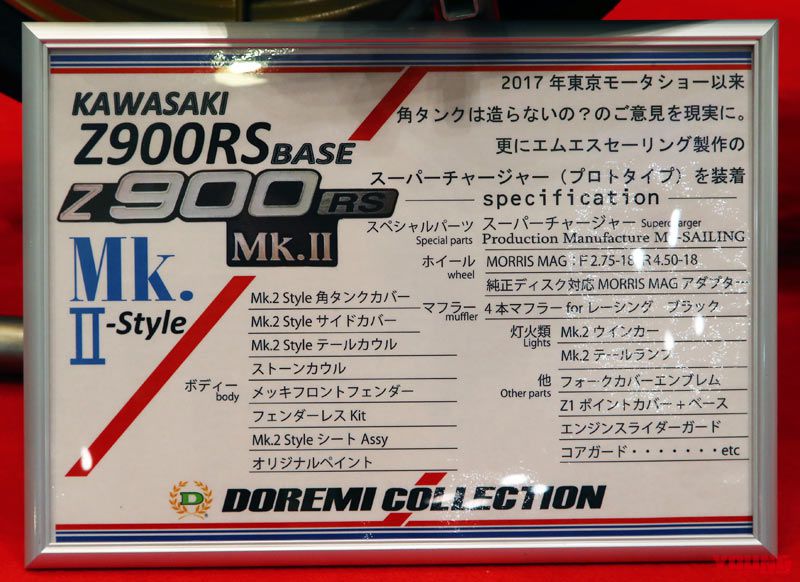 KAWASAKI
Z900RS BASE
Z900 RS
Mk.II
Mk.
II-Style
2017 年東京モータショー以来
角タンクは造らないの？のご意見を現実に。
更にエムエスセーリング製作の
スーパーチャージャー（プロトタイプ）を装着
specification
スペシャルパーツ スーパーチャージャー Supercharger
Special parts Production Manufacture MS-SAILING
ホイール MORRIS MAG：F 2.75-18 R 4.50-18
wheel
純正ディスク対応 MORRIS MAG アダプター
マフラー 4 本マフラー for レーシング ブラック
muffler
灯火類 Mk.2 ウインカー
Lights
Mk.2 テールランプ
他 フォークカバーエンブレム
Other parts
Z1 ポイントカバー + ベース
エンジンスライダーガード
コアガード・・・・・・・etc
Mk.2 Style 角タンクカバー
Mk.2 Style サイドカバー
Mk.2 Style テールカウル
ストーンカウル
ボディー メッキフロントフェンダー
body
フェンダーレス Kit
Mk.2 Style シート Assy
オリジナルペイント
D DOREMI COLLECTION